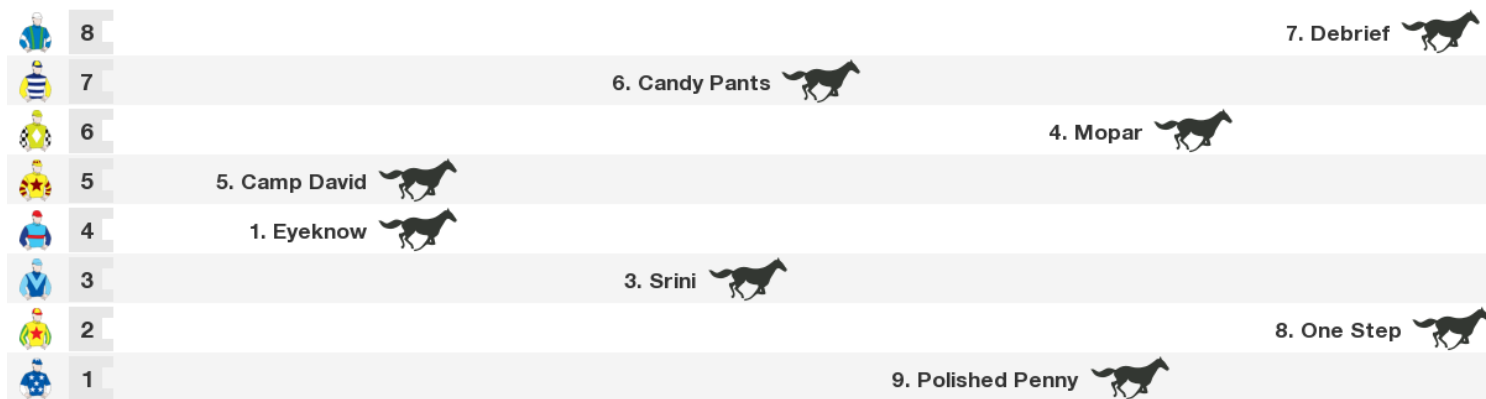 8 7. Debrief
7 6. Candy Pants
6 4. Mopar
5 5. Camp David
4 1. Eyeknow
3 3. Srini
2 8. One Step
1 9. Polished Penny